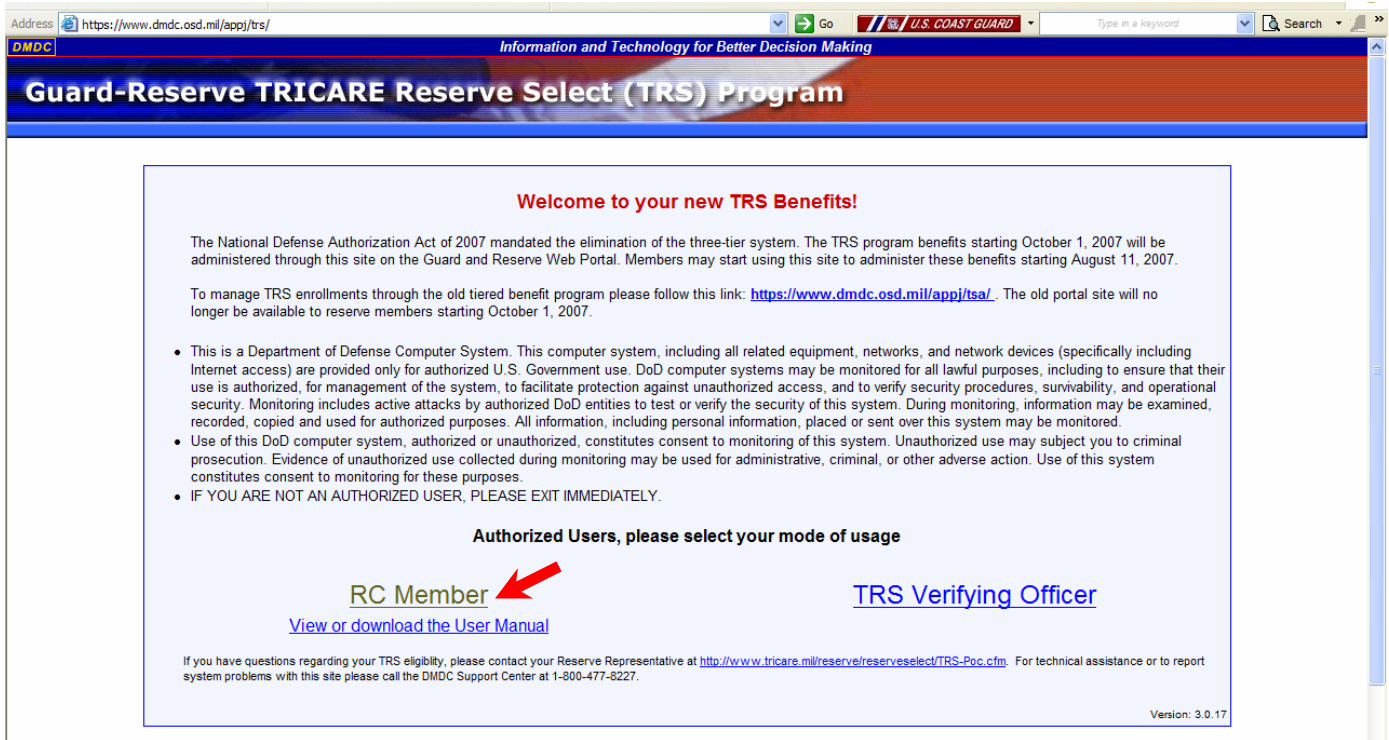 Address https://www.dmdc.osd.mil/appj/trs/ Go U.S. COAST GUARD Type in a keyword Search »
DMDC Information and Technology for Better Decision Making
Guard-Reserve TRICARE Reserve Select (TRS) Program
Welcome to your new TRS Benefits!
The National Defense Authorization Act of 2007 mandated the elimination of the three-tier system. The TRS program benefits starting October 1, 2007 will be
administered through this site on the Guard and Reserve Web Portal. Members may start using this site to administer these benefits starting August 11, 2007.
To manage TRS enrollments through the old tiered benefit program please follow this link: https://www.dmdc.osd.mil/appj/tsa/ . The old portal site will no
longer be available to reserve members starting October 1, 2007.
• This is a Department of Defense Computer System. This computer system, including all related equipment, networks, and network devices (specifically including
Internet access) are provided only for authorized U.S. Government use. DoD computer systems may be monitored for all lawful purposes, including to ensure that their
use is authorized, for management of the system, to facilitate protection against unauthorized access, and to verify security procedures, survivability, and operational
security. Monitoring includes active attacks by authorized DoD entities to test or verify the security of this system. During monitoring, information may be examined,
recorded, copied and used for authorized purposes. All information, including personal information, placed or sent over this system may be monitored.
• Use of this DoD computer system, authorized or unauthorized, constitutes consent to monitoring of this system. Unauthorized use may subject you to criminal
prosecution. Evidence of unauthorized use collected during monitoring may be used for administrative, criminal, or other adverse action. Use of this system
constitutes consent to monitoring for these purposes.
• IF YOU ARE NOT AN AUTHORIZED USER, PLEASE EXIT IMMEDIATELY.
Authorized Users, please select your mode of usage
RC Member TRS Verifying Officer
View or download the User Manual
If you have questions regarding your TRS eligiblity, please contact your Reserve Representative at http://www.tricare.mil/reserve/reserveselect/TRS-Poc.cfm. For technical assistance or to report
system problems with this site please call the DMDC Support Center at 1-800-477-8227.
Version: 3.0.17